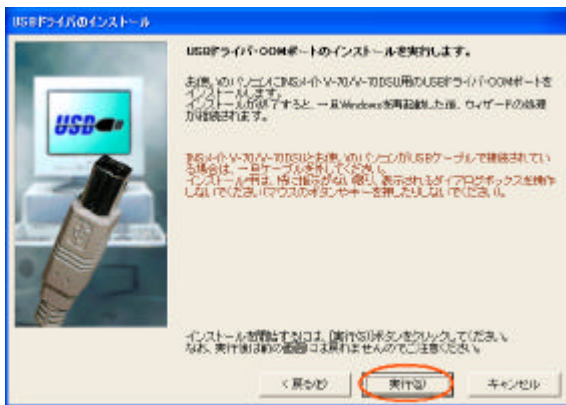 USBドライバのインストール
USBドライバ・COMポートのインストールを実行します。
お使いのパソコンにINSメイトV-70/V-70DSU用のUSBドライバ・COMポートを
インストールします。
インストールが終了すると、一旦Windowsを再起動した後、ウィザードの処理
が継続されます。
INSメイトV-70/V-70DSUとお使いのパソコンがUSBケーブルで接続されてい
る場合は、一旦ケーブルを外してください。
インストール中は、特に指示がない限り、表示されるダイアログボックスを操作
しないでください(マウスのボタンやキーを押したりしないでください)。
USB
インストールを開始するには、[実行(S)]ボタンをクリックしてください。
なお、実行後は前の画面には戻れませんのでご注意ください。
< 戻る(B)
実行(S)
キャンセル